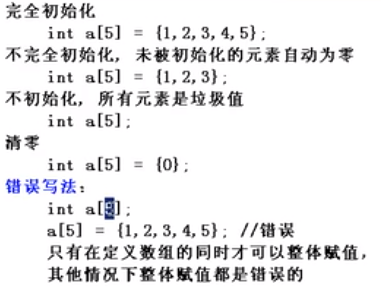 完全初始化
int a[5] = {1,2,3,4,5};
不完全初始化, 未被初始化的元素自动为零
int a[5] = {1,2,3};
不初始化, 所有元素是垃圾值
int a[5];
清零
int a[5] = {0};
错误写法:
int a[5];
a[5] = {1,2,3,4,5}; //错误
只有在定义数组的同时才可以整体赋值,
其他情况下整体赋值都是错误的